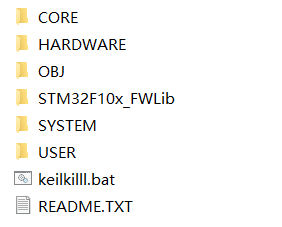 CORE
HARDWARE
OBJ
STM32F10x_FWLib
SYSTEM
USER
keilkilll.bat
README.TXT